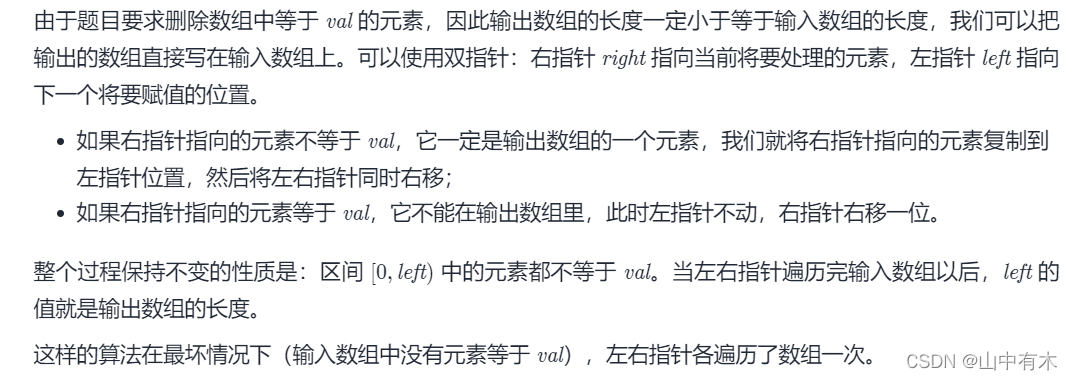 由于题目要求删除数组中等于 val 的元素，因此输出数组的长度一定小于等于输入数组的长度，我们可以把
输出的数组直接写在输入数组上。可以使用双指针：右指针 right 指向当前将要处理的元素，左指针 left 指向
下一个将要赋值的位置。
• 如果右指针指向的元素不等于 val，它一定是输出数组的一个元素，我们就将右指针指向的元素复制到
左指针位置，然后将左右指针同时右移；
• 如果右指针指向的元素等于 val，它不能在输出数组里，此时左指针不动，右指针右移一位。
整个过程保持不变的性质是：区间 [0, left) 中的元素都不等于 val。当左右指针遍历完输入数组以后，left 的
值就是输出数组的长度。
这样的算法在最坏情况下（输入数组中没有元素等于 val），左右指针各遍历了数组一次。
CSDN @山中有木